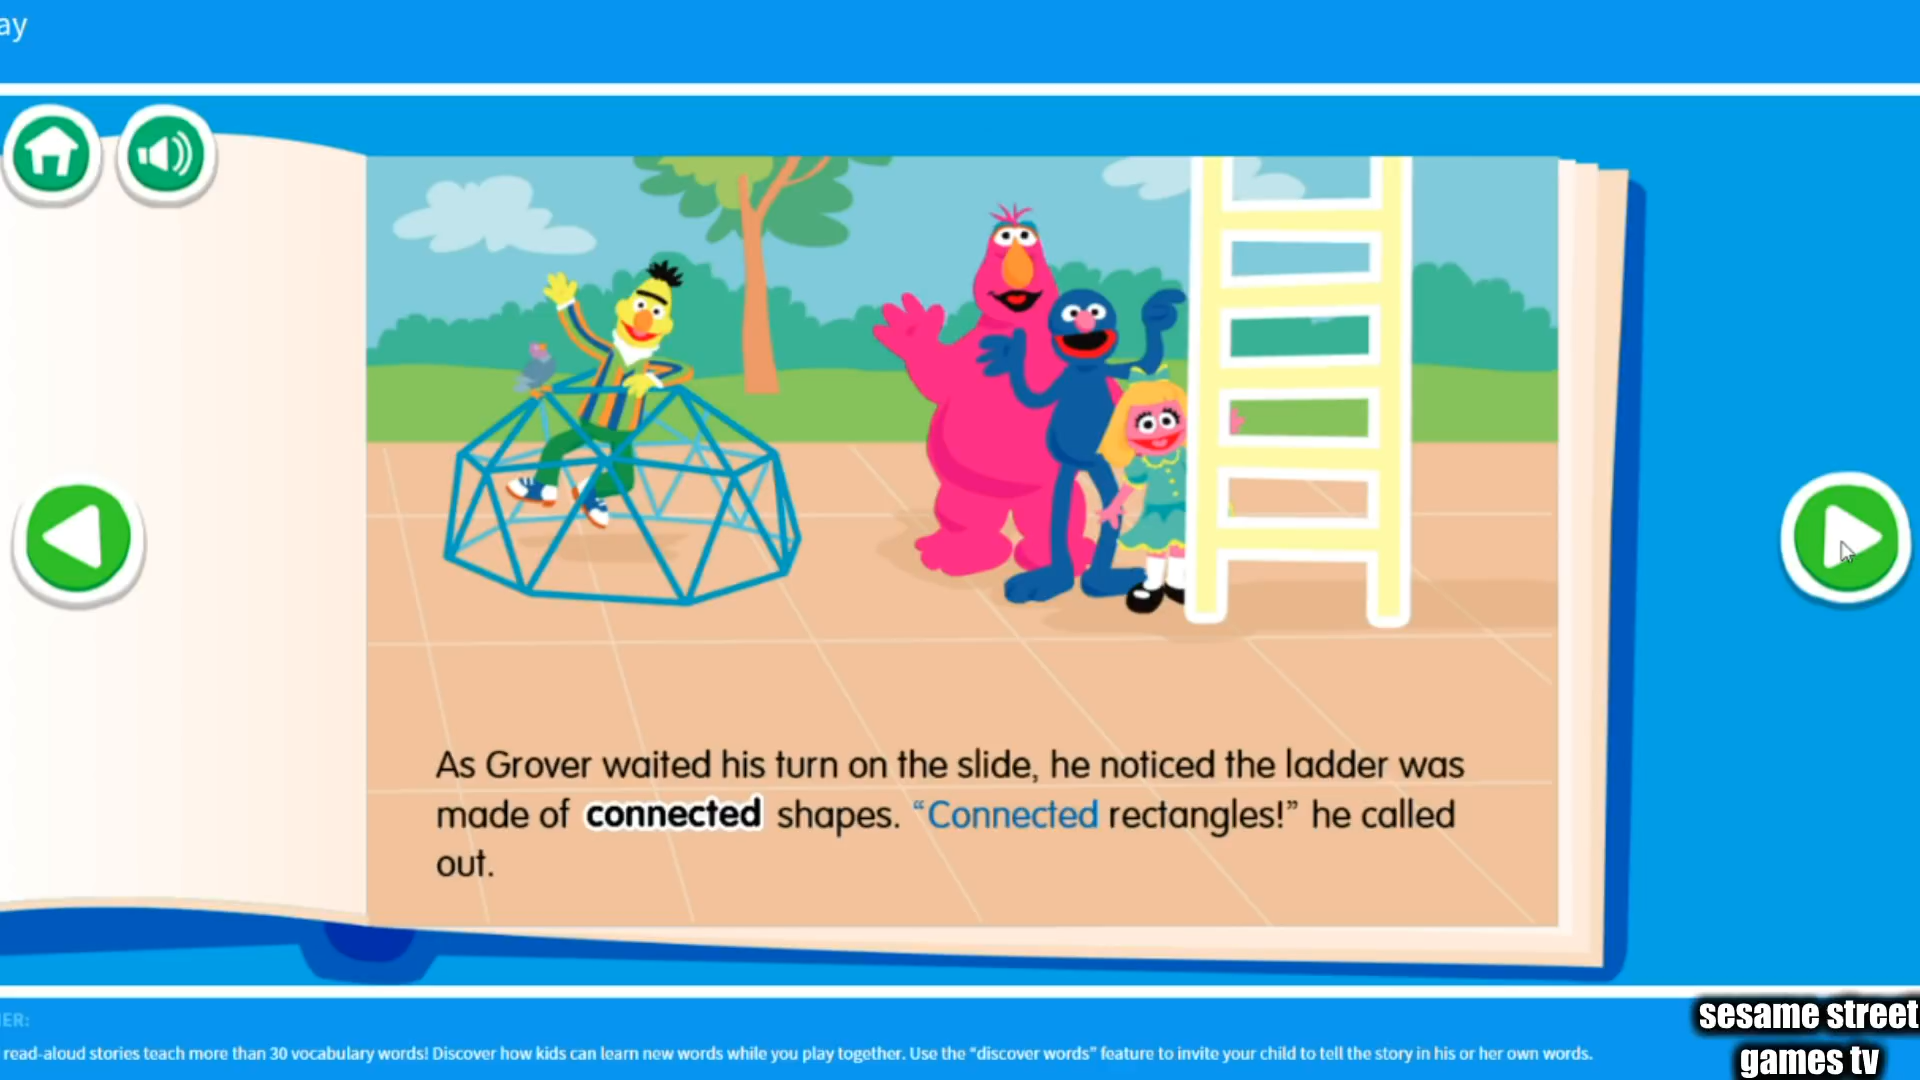 ay
As Grover waited his turn on the slide, he noticed the ladder was
made of connected shapes. “Connected rectangles!” he called
out.
ER:
read-aloud stories teach more than 30 vocabulary words! Discover how kids can learn new words while you play together. Use the “discover words” feature to invite your child to tell the story in his or her own words.
sesame street
games tv